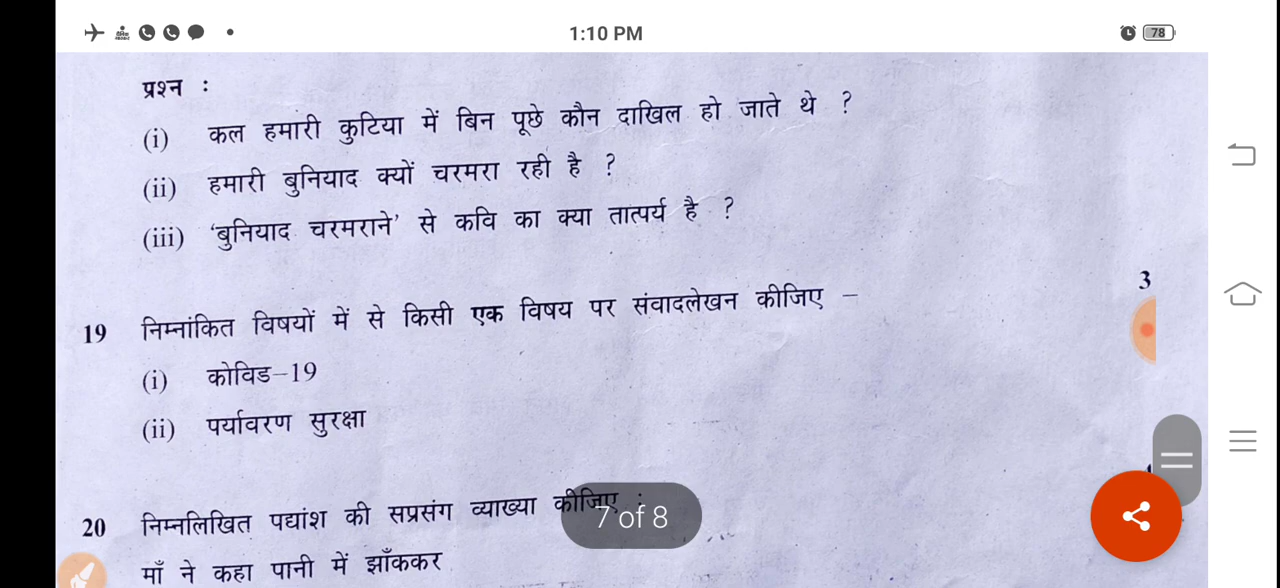 1:10 PM
78
प्रश्न :
(i) कल हमारी कुटिया में बिन पूछे कौन दाखिल हो जाते थे ?
(ii) हमारी बुनियाद क्यों चरमरा रही है ?
(iii) 'बुनियाद चरमराने' से कवि का क्या तात्पर्य है ?
3
19 निम्नांकित विषयों में से किसी एक विषय पर संवादलेखन कीजिए –
(i) कोविड-19
(ii) पर्यावरण सुरक्षा
20 निम्नलिखित पद्यांश की सप्रसंग व्याख्या कीजिए :
7 of 8
माँ ने कहा पानी में झाँककर